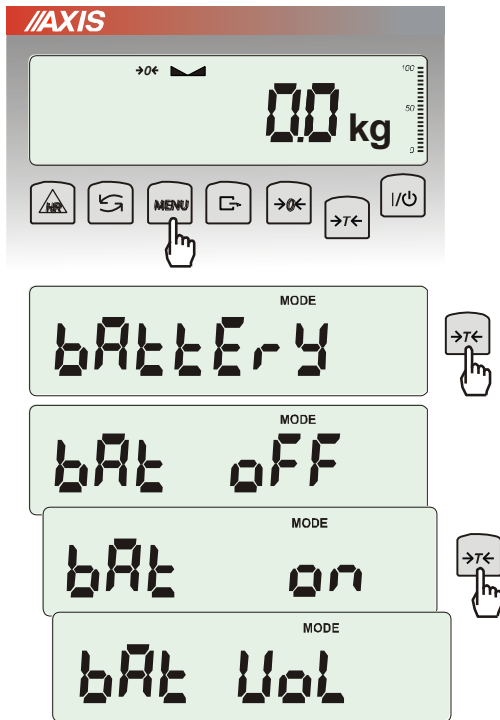 //AXIS
→0← 100
50
0.0 kg
0
HR MENU →0← →T← I/⏻
MODE
bAttErY
→T←
MODE
bAt oFF
MODE
bAt on
→T←
MODE
bAt UoL